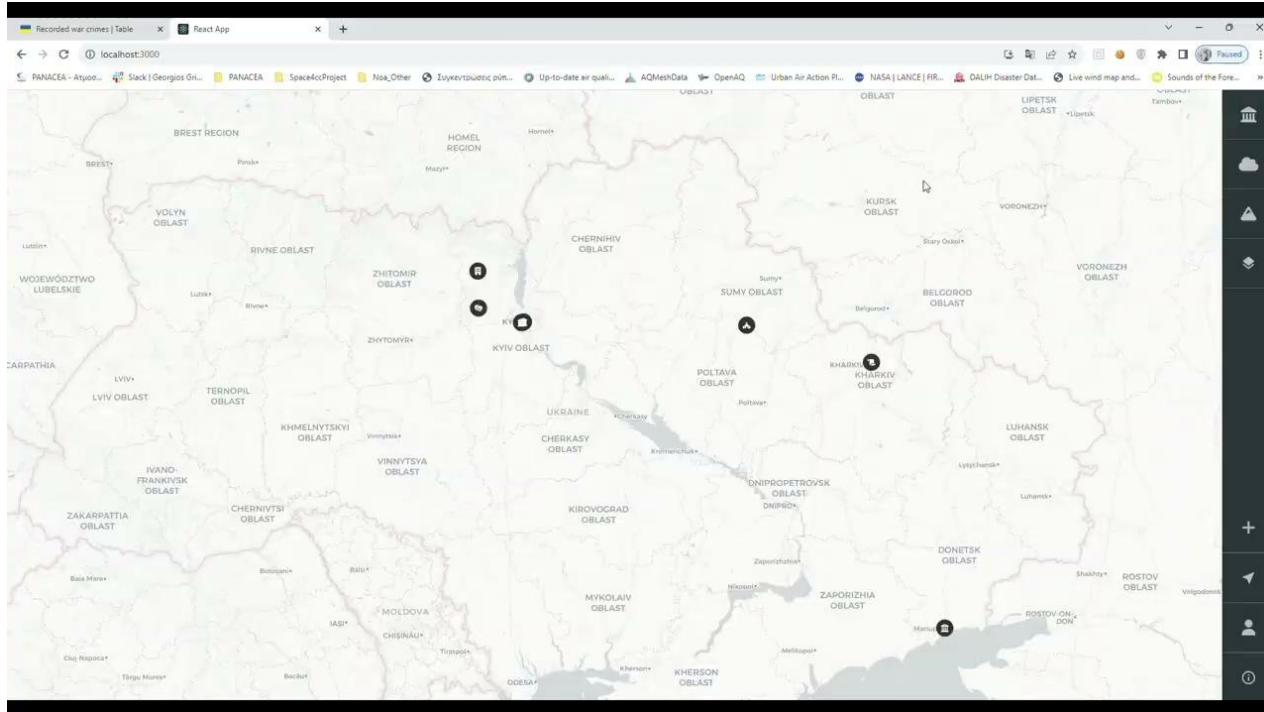 Recorded war crimes | Table
React App
localhost:3000
Paused
PANACEA - Ατμοσ...
Slack | Georgios Gri...
PANACEA
Space4ccProject
Noa_Other
Συγκεντρώσεις ρύπ...
Up-to-date air quali...
AQMeshData
OpenAQ
Urban Air Action Pl...
NASA | LANCE | FIR...
DALIH Disaster Dat...
Live wind map and...
Sounds of the Fore...
OBLAST
LIPETSK
OBLAST
Lipetsk
Tambov
BREST REGION
HOMEL
REGION
Homel
BREST
Pinsk
Mazyr
VOLYN
OBLAST
KURSK
OBLAST
VORONEZH
Lublin
RIVNE OBLAST
CHERNIHIV
OBLAST
Stary Oskol
WOJEWÓDZTWO
LUBELSKIE
ZHITOMIR
OBLAST
Sumy
SUMY OBLAST
VORONEZH
OBLAST
Lutsk
Rivne
BELGOROD
OBLAST
Belgorod
ZHYTOMYR
KYIV OBLAST
CARPATHIA
LVIV
LVIV OBLAST
TERNOPIL
OBLAST
POLTAVA
OBLAST
Poltava
KHARKIV
OBLAST
UKRAINE
Cherkasy
KHMELNYTSKYI
OBLAST
Vinnytsia
CHERKASY
OBLAST
Kremenchuk
LUHANSK
OBLAST
VINNYTSYA
OBLAST
Lysychansk
IVANO-
FRANKIVSK
OBLAST
DNIPROPETROVSK
OBLAST
DNIPRO
Luhansk
ZAKARPATTIA
OBLAST
CHERNIVTSI
OBLAST
KIROVOGRAD
OBLAST
DONETSK
OBLAST
Baia Mare
Botoșani
Bălți
Zaporizhzhia
Nikopol
Shakhty
ROSTOV
OBLAST
Volgodonsk
MOLDOVA
MYKOLAIV
OBLAST
ZAPORIZHIA
OBLAST
IAȘI
CHIȘINĂU
ROSTOV-ON-
DON
Cluj-Napoca
Tiraspol
Melitopol
Târgu Mureș
Bacău
ODESA
Kherson
KHERSON
OBLAST